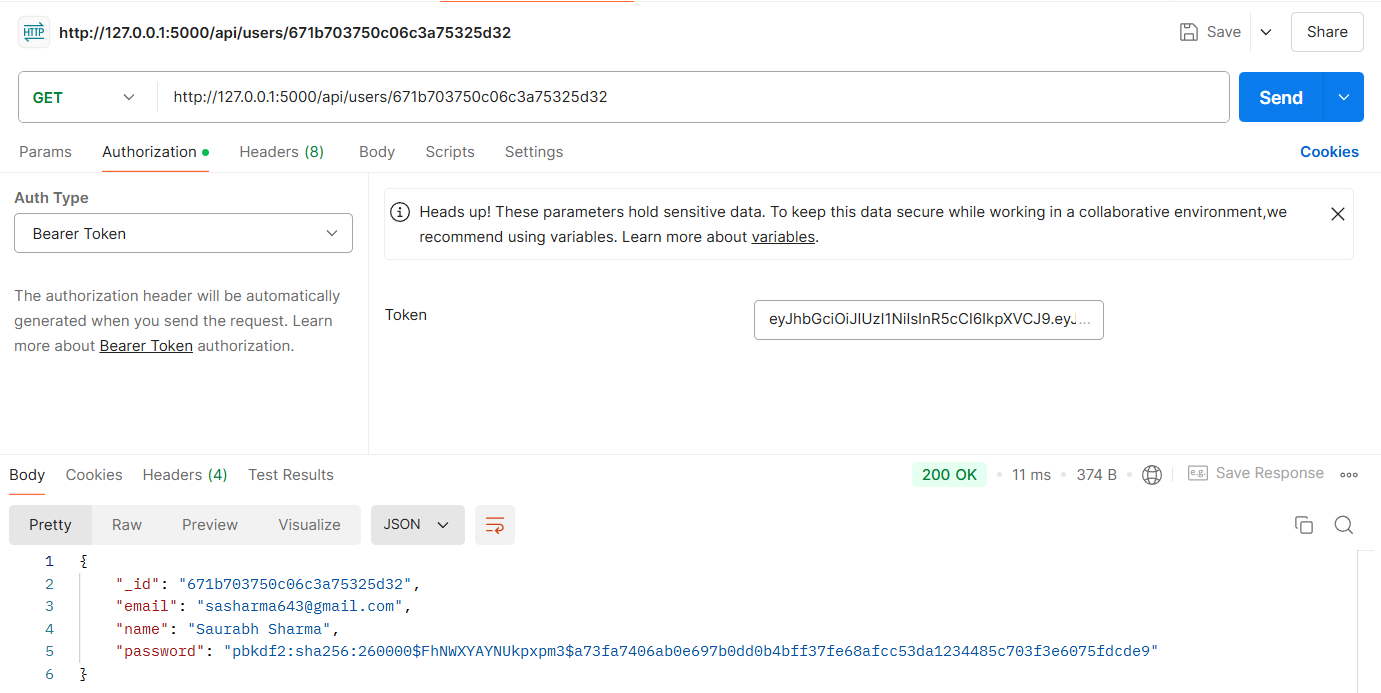 HTTP http://127.0.0.1:5000/api/users/671b703750c06c3a75325d32 Save Share
GET http://127.0.0.1:5000/api/users/671b703750c06c3a75325d32 Send
Params Authorization Headers (8) Body Scripts Settings Cookies
Auth Type
Bearer Token
The authorization header will be automatically
generated when you send the request. Learn
more about Bearer Token authorization.
Heads up! These parameters hold sensitive data. To keep this data secure while working in a collaborative environment,we
recommend using variables. Learn more about variables.
Token eyJhbGciOiJIUzI1NiIsInR5cCI6IkpXVCJ9.eyJ...
Body Cookies Headers (4) Test Results 200 OK 11 ms 374 B e.g. Save Response
Pretty Raw Preview Visualize JSON
1 {
2 "_id": "671b703750c06c3a75325d32",
3 "email": "sasharma643@gmail.com",
4 "name": "Saurabh Sharma",
5 "password": "pbkdf2:sha256:260000$FhNWXYAYNUkpxpm3$a73fa7406ab0e697b0dd0b4bff37fe68afcc53da1234485c703f3e6075fdcde9"
6 }